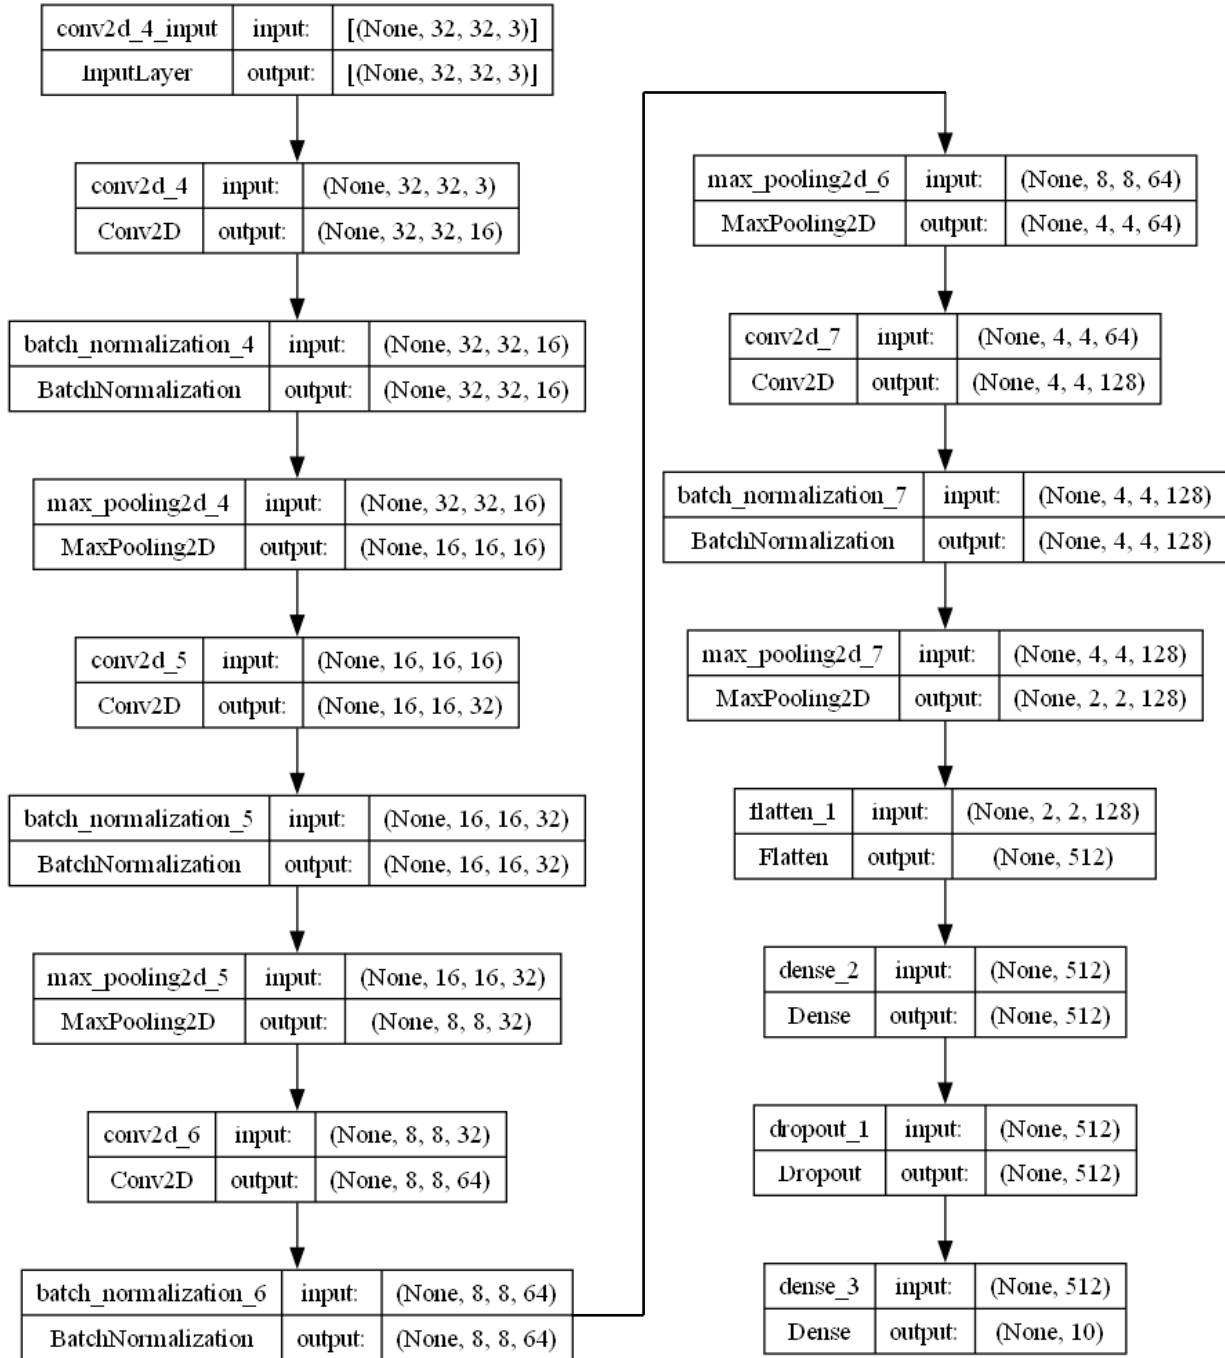 conv2d_4_input input: [(None, 32, 32, 3)]
InputLayer output: [(None, 32, 32, 3)]
conv2d_4 input: (None, 32, 32, 3)
Conv2D output: (None, 32, 32, 16)
batch_normalization_4 input: (None, 32, 32, 16)
BatchNormalization output: (None, 32, 32, 16)
max_pooling2d_4 input: (None, 32, 32, 16)
MaxPooling2D output: (None, 16, 16, 16)
conv2d_5 input: (None, 16, 16, 16)
Conv2D output: (None, 16, 16, 32)
batch_normalization_5 input: (None, 16, 16, 32)
BatchNormalization output: (None, 16, 16, 32)
max_pooling2d_5 input: (None, 16, 16, 32)
MaxPooling2D output: (None, 8, 8, 32)
conv2d_6 input: (None, 8, 8, 32)
Conv2D output: (None, 8, 8, 64)
batch_normalization_6 input: (None, 8, 8, 64)
BatchNormalization output: (None, 8, 8, 64)
max_pooling2d_6 input: (None, 8, 8, 64)
MaxPooling2D output: (None, 4, 4, 64)
conv2d_7 input: (None, 4, 4, 64)
Conv2D output: (None, 4, 4, 128)
batch_normalization_7 input: (None, 4, 4, 128)
BatchNormalization output: (None, 4, 4, 128)
max_pooling2d_7 input: (None, 4, 4, 128)
MaxPooling2D output: (None, 2, 2, 128)
flatten_1 input: (None, 2, 2, 128)
Flatten output: (None, 512)
dense_2 input: (None, 512)
Dense output: (None, 512)
dropout_1 input: (None, 512)
Dropout output: (None, 512)
dense_3 input: (None, 512)
Dense output: (None, 10)